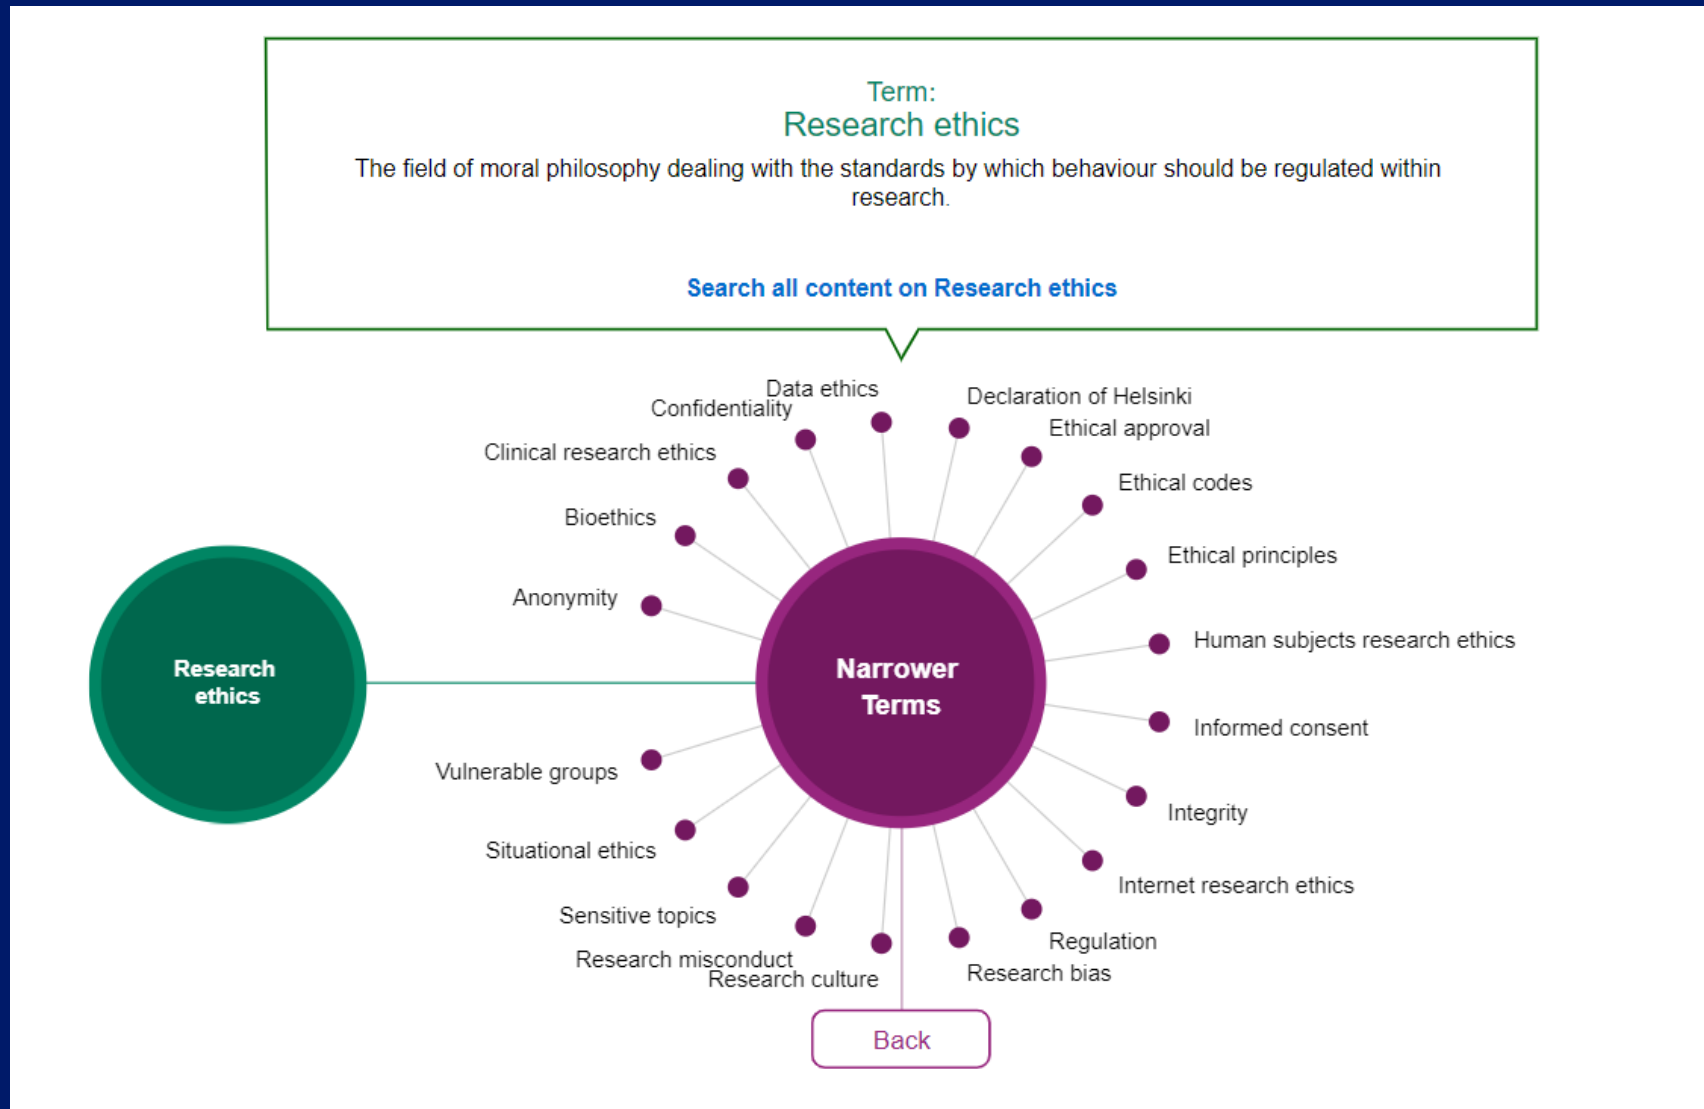 Term:
Research ethics
The field of moral philosophy dealing with the standards by which behaviour should be regulated within
research.
Search all content on Research ethics
Data ethics
Declaration of Helsinki
Confidentiality
Ethical approval
Clinical research ethics
Ethical codes
Bioethics
Ethical principles
Anonymity
Human subjects research ethics
Research
ethics
Narrower
Terms
Informed consent
Vulnerable groups
Integrity
Situational ethics
Internet research ethics
Sensitive topics
Regulation
Research misconduct
Research bias
Research culture
Back